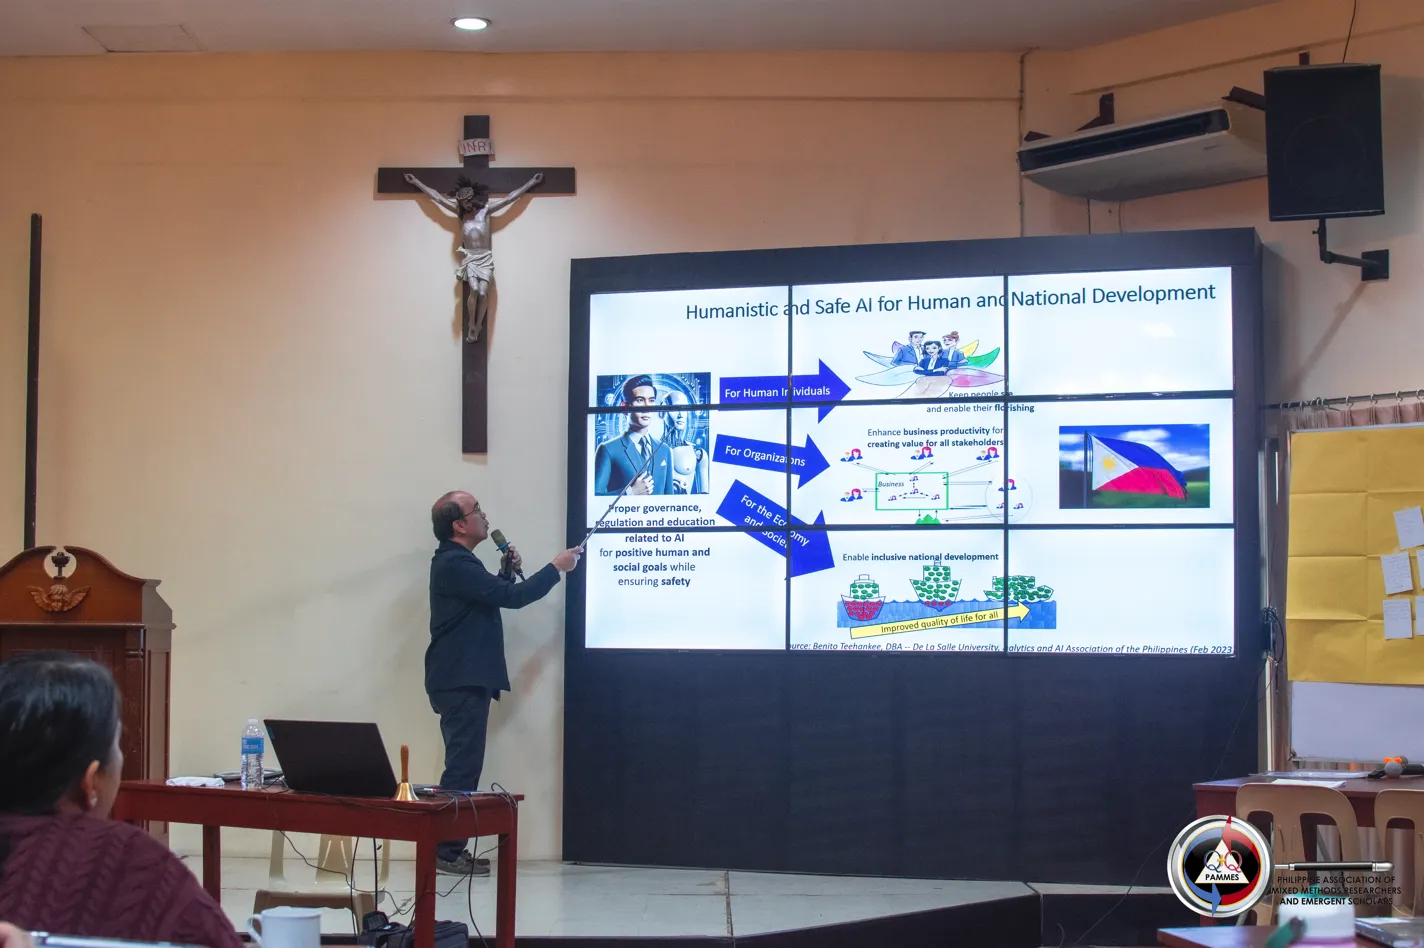 INRI
Humanistic and Safe AI for Human and National Development
For Human Individuals
Keep people
and enable their flourishing
Enhance business productivity for
creating value for all stakeholders
For Organizations
Business
For the Economy
and Society
Proper governance,
regulation and education
related to AI
for positive human and
social goals while
ensuring safety
Enable inclusive national development
Improved quality of life for all
Source: Benito Teehankee, DBA -- De La Salle University, Analytics and AI Association of the Philippines (Feb 2023
PAMMES
PHILIPPINE ASSOCIATION OF
MIXED METHODS RESEARCHERS
AND EMERGENT SCHOLARS